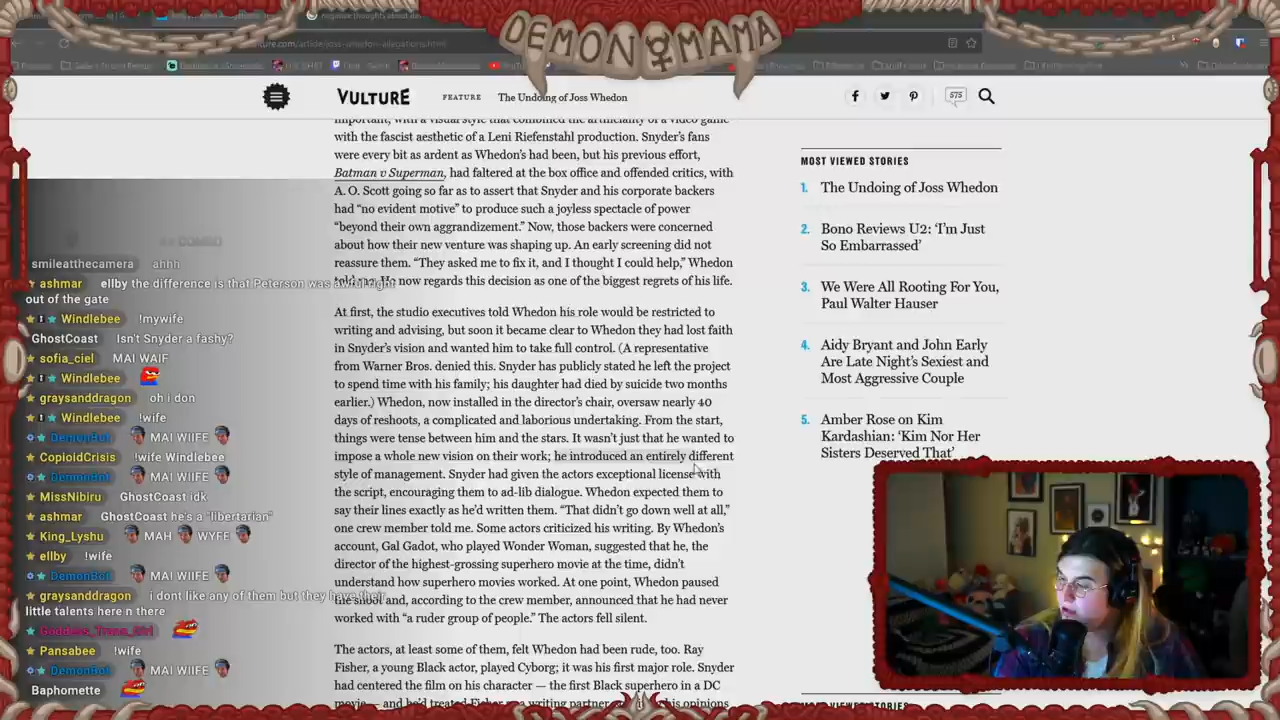 DEMON MAMA
VULTURE
FEATURE
The Undoing of Joss Whedon
575
important, with a visual style that combined the artificiality of a video game
with the fascist aesthetic of a Leni Riefenstahl production. Snyder's fans
were every bit as ardent as Whedon's had been, but his previous effort,
Batman v Superman, had faltered at the box office and offended critics, with
A. O. Scott going so far as to assert that Snyder and his corporate backers
had “no evident motive” to produce such a joyless spectacle of power
“beyond their own aggrandizement.” Now, those backers were concerned
about how their new venture was shaping up. An early screening did not
reassure them. “They asked me to fix it, and I thought I could help,” Whedon
told me. He now regards this decision as one of the biggest regrets of his life.
At first, the studio executives told Whedon his role would be restricted to
writing and advising, but soon it became clear to Whedon they had lost faith
in Snyder's vision and wanted him to take full control. (A representative
from Warner Bros. denied this. Snyder has publicly stated he left the project
to spend time with his family; his daughter had died by suicide two months
earlier.) Whedon, now installed in the director's chair, oversaw nearly 40
days of reshoots, a complicated and laborious undertaking. From the start,
things were tense between him and the stars. It wasn't just that he wanted to
impose a whole new vision on their work; he introduced an entirely different
style of management. Snyder had given the actors exceptional license with
the script, encouraging them to ad-lib dialogue. Whedon expected them to
say their lines exactly as he'd written them. “That didn't go down well at all,”
one crew member told me. Some actors criticized his writing. By Whedon's
account, Gal Gadot, who played Wonder Woman, suggested that he, the
director of the highest-grossing superhero movie at the time, didn't
understand how superhero movies worked. At one point, Whedon paused
the shoot and, according to the crew member, announced that he had never
worked with “a ruder group of people.” The actors fell silent.
The actors, at least some of them, felt Whedon had been rude, too. Ray
Fisher, a young Black actor, played Cyborg; it was his first major role. Snyder
had centered the film on his character — the first Black superhero in a DC
movie — and he'd treated Fisher as a writing partner his opinions
MOST VIEWED STORIES
1. The Undoing of Joss Whedon
2. Bono Reviews U2: ‘I'm Just
So Embarrassed’
3. We Were All Rooting For You,
Paul Walter Hauser
4. Aidy Bryant and John Early
Are Late Night's Sexiest and
Most Aggressive Couple
5. Amber Rose on Kim
Kardashian: ‘Kim Nor Her
Sisters Deserved That’
MOST VIEWED STORIES
smileatthecamera ahhh
ashmar ellby the difference is that Peterson was right
out of the gate
Windlebee !mywife
GhostCoast Isn't Snyder a fashy?
sofia_ciel MAI WAIF
Windlebee
graysanddragon oh i don
Windlebee !wife
DemonBot MAI WIIFE
CopioidCrisis !wife Windlebee
DemonBot MAI WIIFE
MissNibiru GhostCoast idk
ashmar GhostCoast he's a "libertarian"
King_Lyshu MAH WYFE
ellby !wife
DemonBot MAI WIIFE
graysanddragon i dont like any of them but they have their
little talents here n there
Goddess_Trans_Girl
Pansabee !wife
DemonBot MAI WIIFE
Baphomette